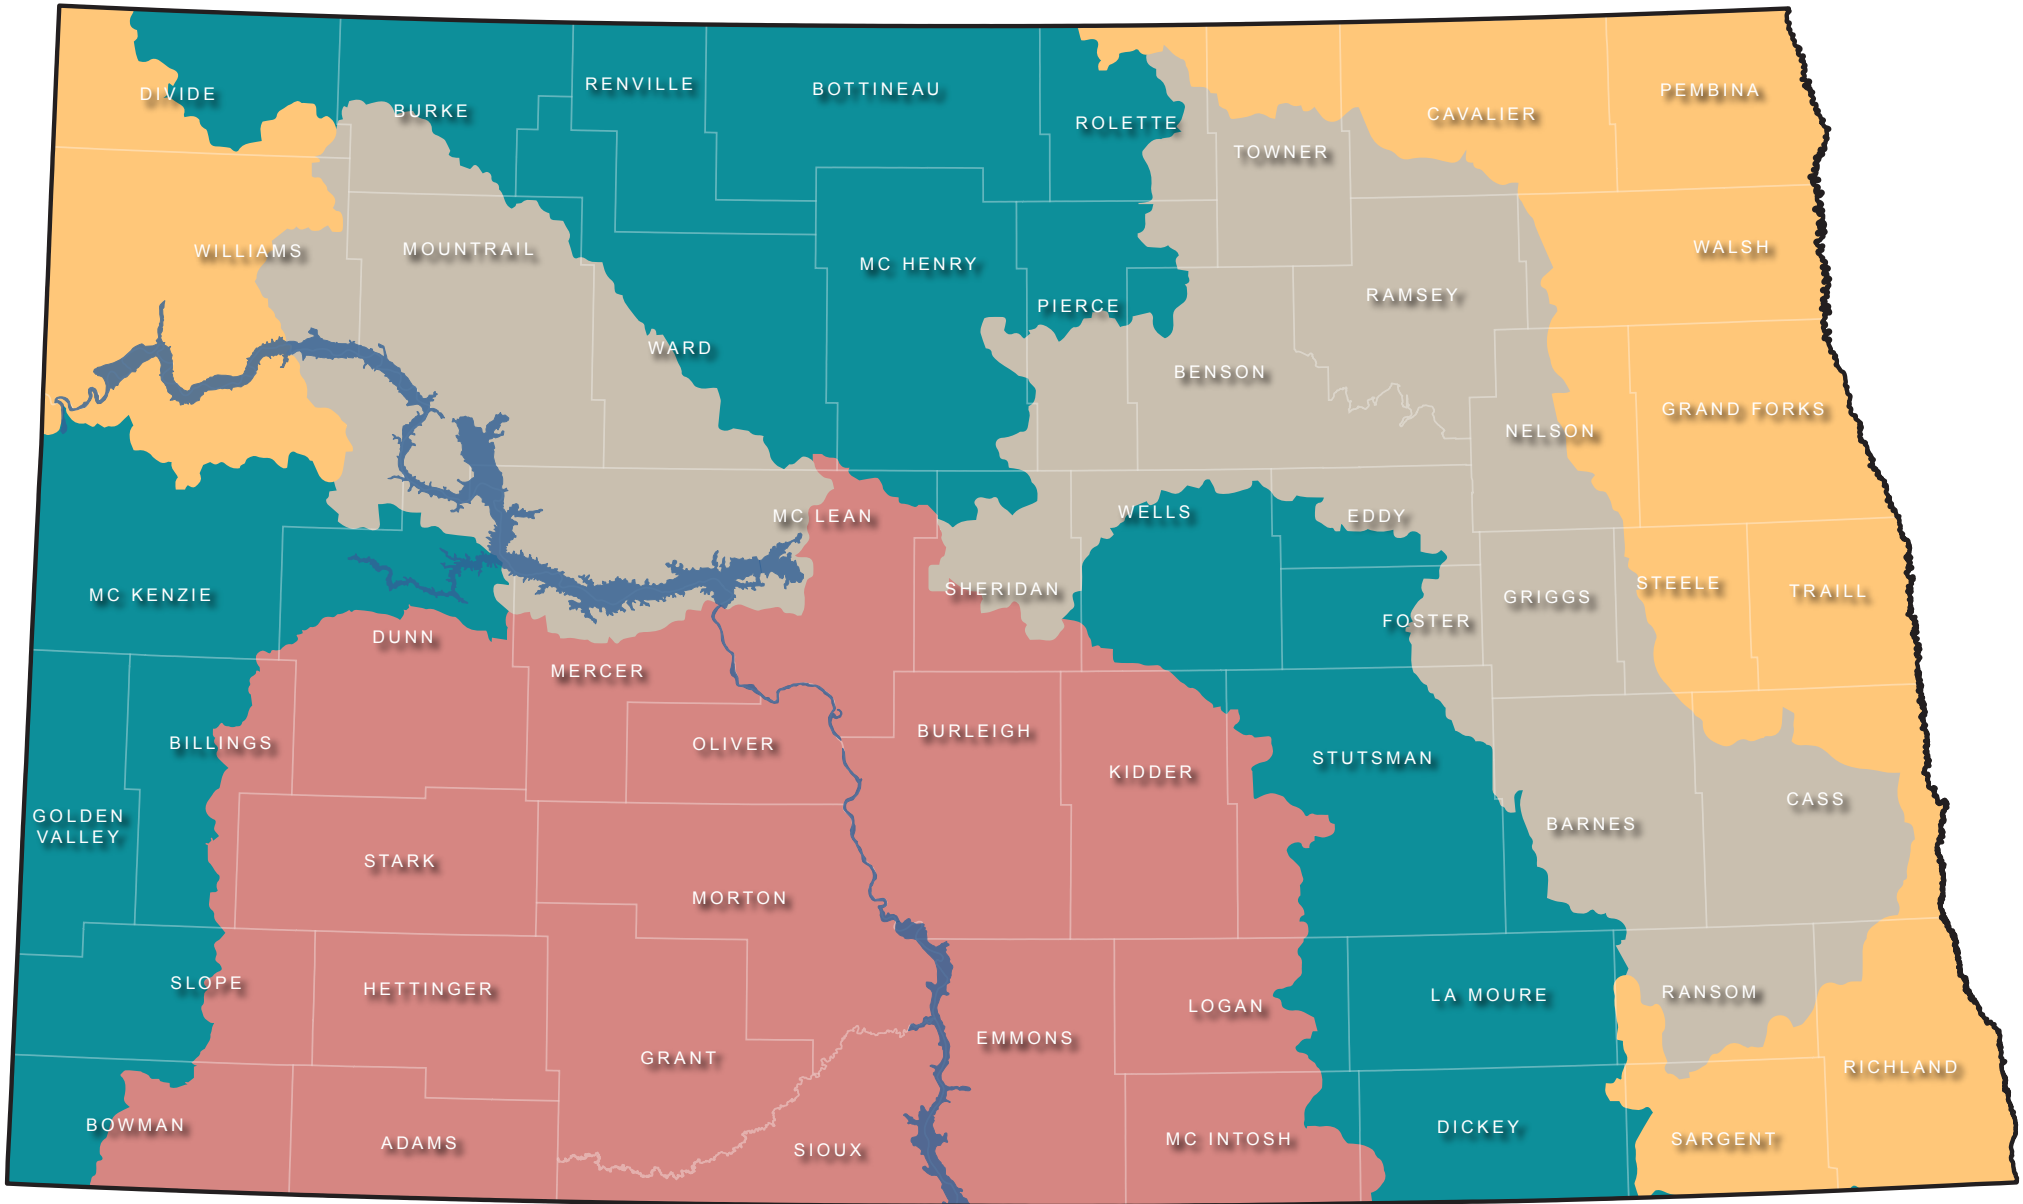 RENVILLE
BOTTINEAU
PEMBINA
DIVIDE
BURKE
CAVALIER
ROLETTE
TOWNER
WALSH
WILLIAMS
MOUNTRAIL
MC HENRY
RAMSEY
PIERCE
WARD
BENSON
GRAND FORKS
NELSON
MC LEAN
WELLS
EDDY
STEELE
TRAILL
SHERIDAN
MC KENZIE
GRIGGS
FOSTER
DUNN
MERCER
BURLEIGH
BILLINGS
OLIVER
STUTSMAN
KIDDER
CASS
GOLDEN
VALLEY
BARNES
STARK
MORTON
SLOPE
HETTINGER
RANSOM
LA MOURE
LOGAN
EMMONS
GRANT
RICHLAND
BOWMAN
DICKEY
ADAMS
MC INTOSH
SARGENT
SIOUX